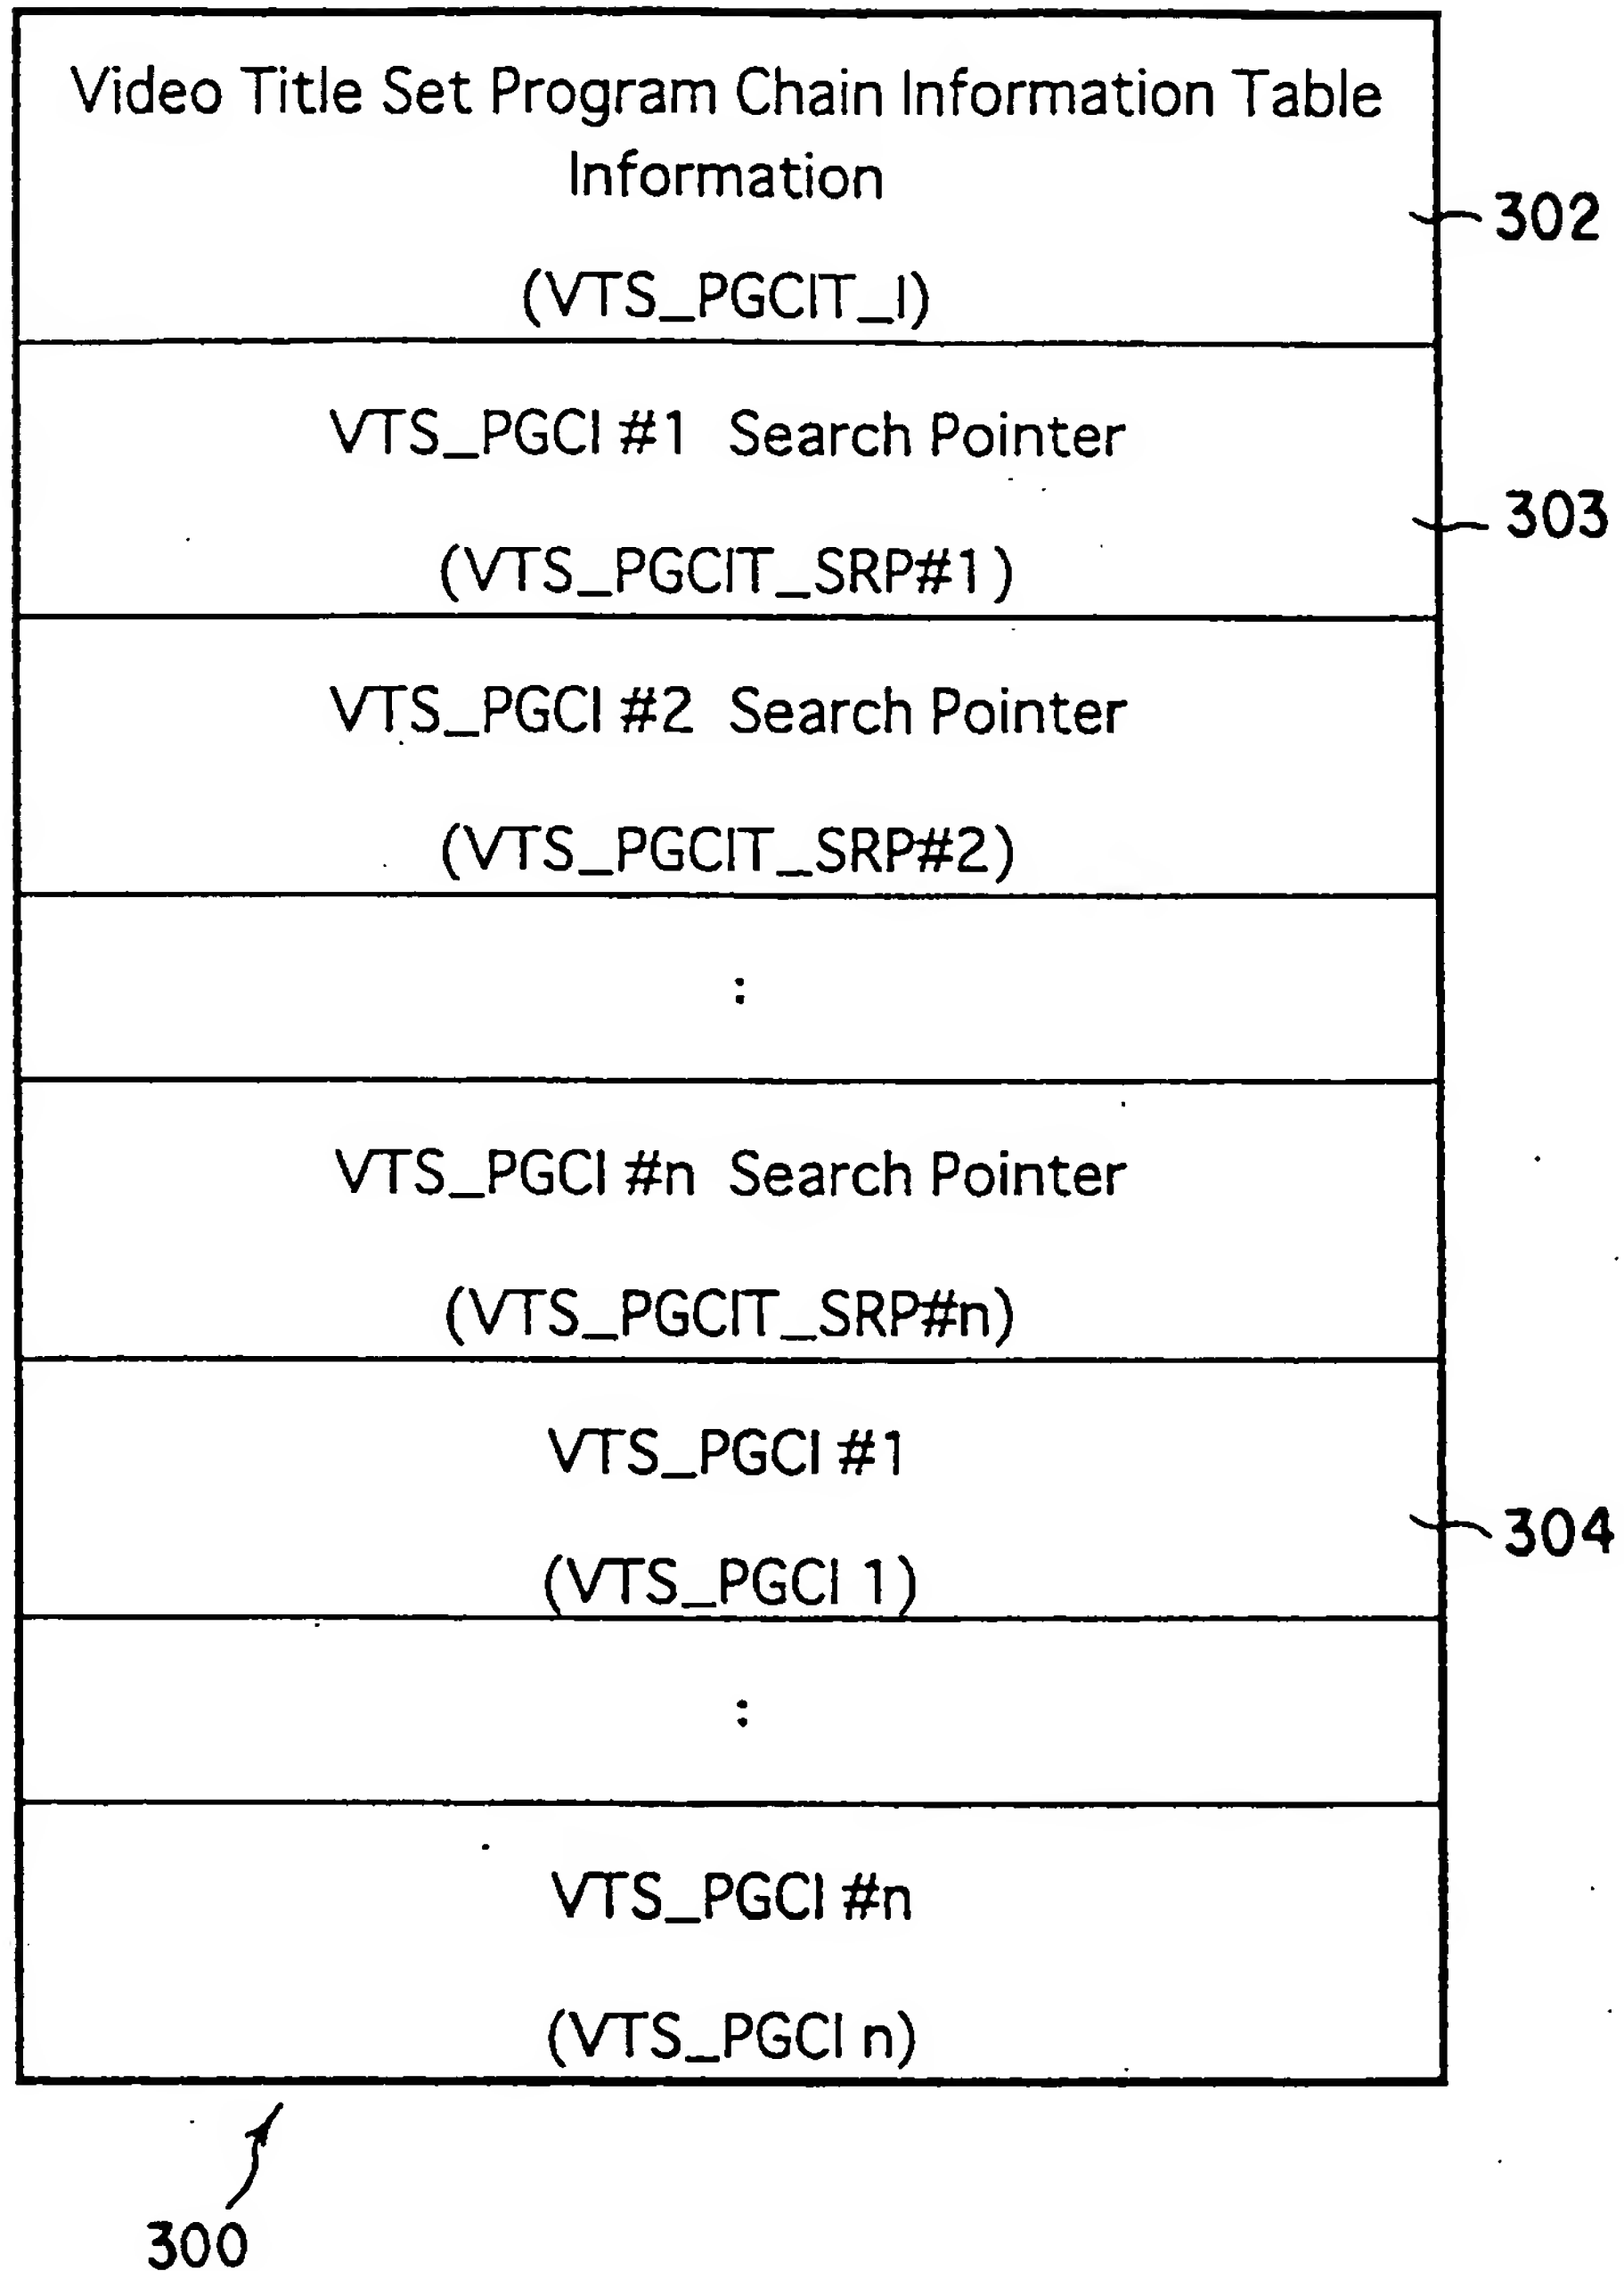 Video Title Set Program Chain Information Table
Information
(VTS_PGCIT_I)
302
VTS_PGCI #1 Search Pointer
303
(VTS_PGCIT_SRP#1)
VTS_PGCI #2 Search Pointer
(VTS_PGCIT_SRP#2)
:
VTS_PGCI #n Search Pointer
(VTS_PGCIT_SRP#n)
VTS_PGCI #1
304
(VTS_PGCI 1)
:
VTS_PGCI #n
(VTS_PGCI n)
300